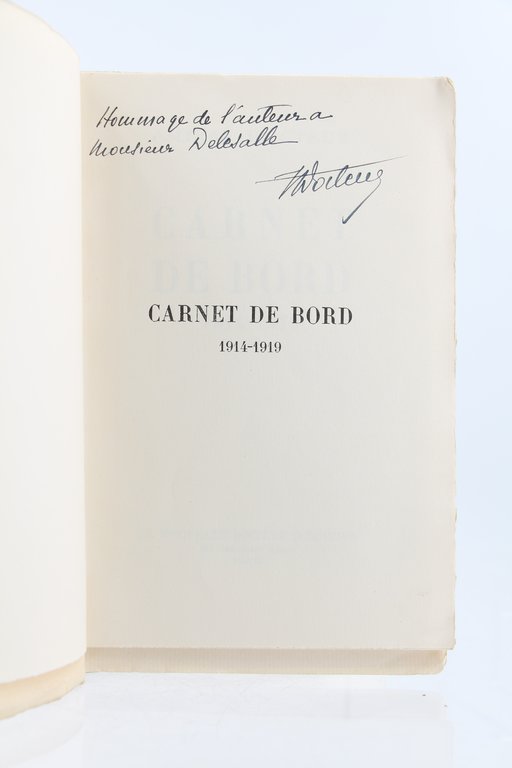 Hommage de l'auteur a
Monsieur Delesalle
CARNET DE BORD
1914-1919